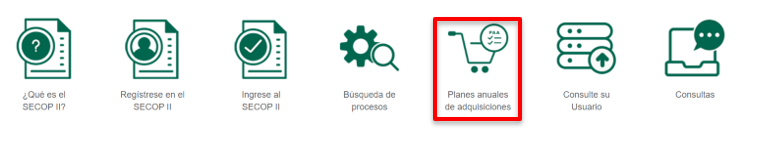 ?
P.A.A
¿Qué es el
SECOP II?
Regístrese en el
SECOP II
Ingrese al
SECOP II
Búsqueda de
procesos
Planes anuales
de adquisiciones
Consulte su
Usuario
Consultas